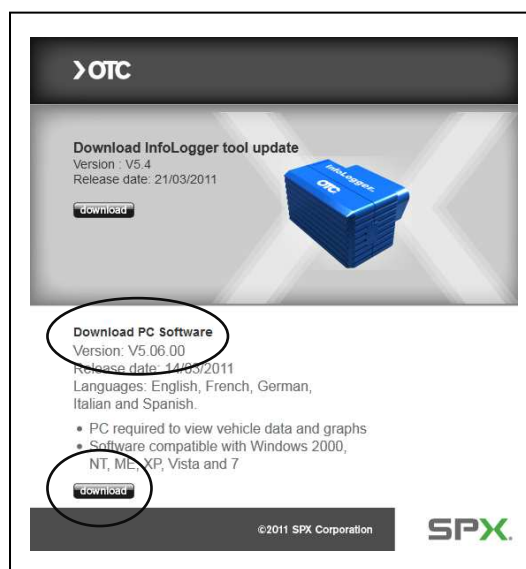 OTC
Download InfoLogger tool update
Version : V5.4
Release date: 21/03/2011
download
InfoLogger.
OTC
Download PC Software
Version: V5.06.00
Release date: 14/03/2011
Languages: English, French, German,
Italian and Spanish.
• PC required to view vehicle data and graphs
• Software compatible with Windows 2000,
NT, ME, XP, Vista and 7
download
©2011 SPX Corporation
SPX.